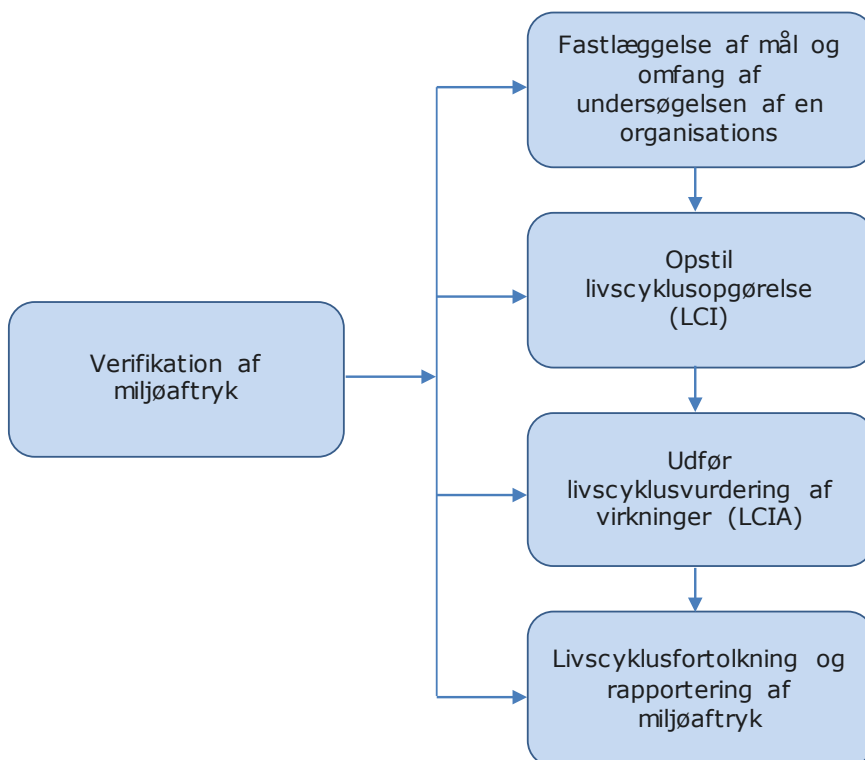 Fastlæggelse af mål og
omfang af
undersøgelsen af en
organisations
Opstil
livscyklusopgørelse
(LCI)
Verifikation af
miljøaftryk
Udfør
livscyklusvurdering af
virkninger (LCIA)
Livscyklusfortolkning og
rapportering af
miljøaftryk